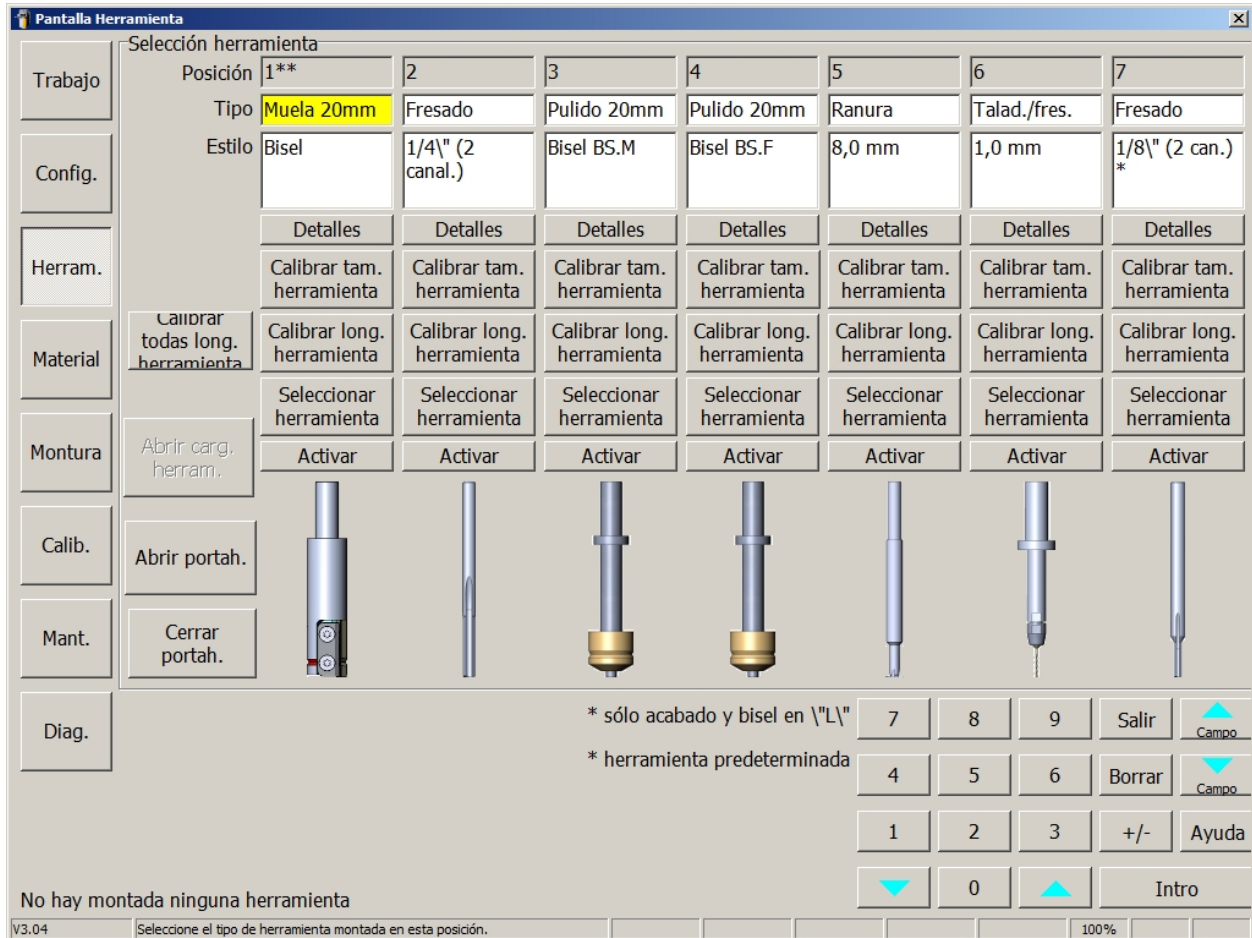 Pantalla Herramienta
Selección herramienta
Trabajo
Config.
Herram.
Material
Montura
Calib.
Mant.
Diag.
Posición 1** 2 3 4 5 6 7
Tipo Muela 20mm Fresado Pulido 20mm Pulido 20mm Ranura Talad./fres. Fresado
Estilo Bisel 1/4\" (2 canal.) Bisel BS.M Bisel BS.F 8,0 mm 1,0 mm 1/8\" (2 can.) *
Detalles Detalles Detalles Detalles Detalles Detalles Detalles
Calibrar tam. Calibrar tam. Calibrar tam. Calibrar tam. Calibrar tam. Calibrar tam. Calibrar tam.
herramienta herramienta herramienta herramienta herramienta herramienta herramienta
Calibrar
todas long.
herramienta
Calibrar long. Calibrar long. Calibrar long. Calibrar long. Calibrar long. Calibrar long. Calibrar long.
herramienta herramienta herramienta herramienta herramienta herramienta herramienta
Seleccionar Seleccionar Seleccionar Seleccionar Seleccionar Seleccionar Seleccionar
herramienta herramienta herramienta herramienta herramienta herramienta herramienta
Abrir carg.
herram.
Activar Activar Activar Activar Activar Activar Activar
Abrir portah.
Cerrar
portah.
* sólo acabado y bisel en \"L\"
* herramienta predeterminada
7 8 9 Salir Campo
4 5 6 Borrar Campo
1 2 3 +/- Ayuda
0 Intro
No hay montada ninguna herramienta
V3.04 Seleccione el tipo de herramienta montada en esta posición. 100%